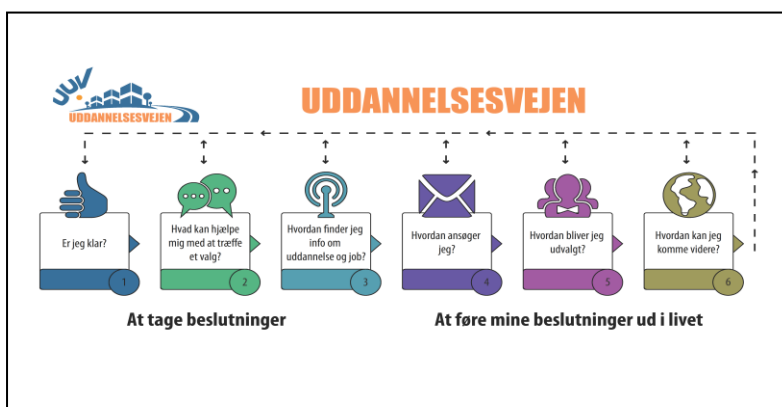 UUV
UDDANNELSESVEJEN
UDDANNELSESVEJEN
Er jeg klar?
1
Hvad kan hjælpe
mig med at træffe
et valg?
2
Hvordan finder jeg
info om
uddannelse og job?
3
Hvordan ansøger
jeg?
4
Hvordan bliver jeg
udvalgt?
5
Hvordan kan jeg
komme videre?
6
At tage beslutninger
At føre mine beslutninger ud i livet